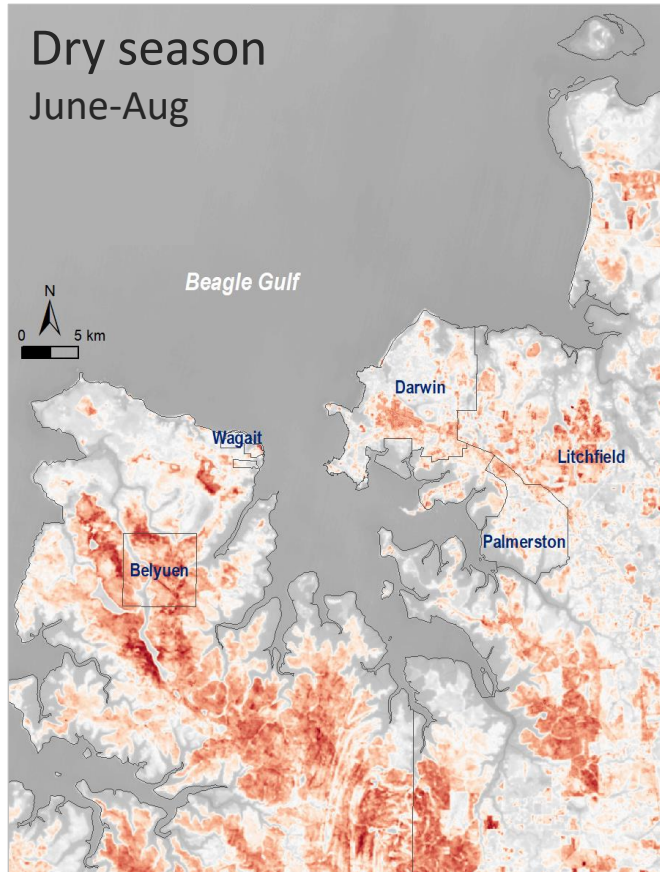 Dry season
June-Aug
Beagle Gulf
N
0 5 km
Darwin
Wagait
Litchfield
Palmerston
Belyuen